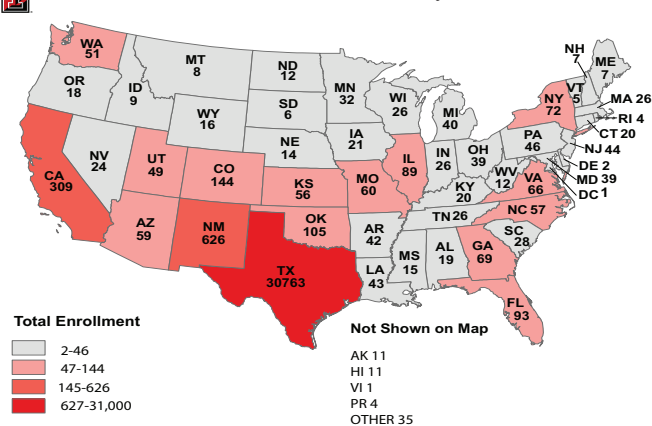 WA
51
OR
18
CA
309
NV
24
ID
9
MT
8
WY
16
UT
49
CO
144
AZ
59
NM
626
ND
12
SD
6
NE
14
KS
56
OK
105
TX
30763
MN
32
IA
21
MO
60
AR
42
LA
43
WI
26
IL
89
MS
15
MI
40
IN
26
OH
39
KY
20
TN 26
AL
19
GA
69
FL
93
SC
28
NC 57
VA
66
WV
12
PA
46
NY
72
VT
5
NH
7
ME
7
MA 26
RI 4
CT 20
NJ 44
DE 2
MD 39
DC 1
Total Enrollment
2-46
47-144
145-626
627-31,000
Not Shown on Map
AK 11
HI 11
VI 1
PR 4
OTHER 35